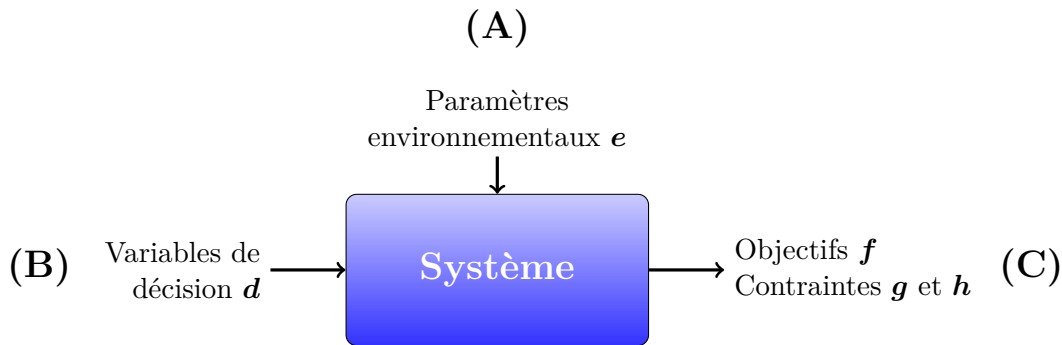 (A)
Paramètres
environnementaux e
(B)
Variables de
décision d
Système
Objectifs f
Contraintes g et h
(C)